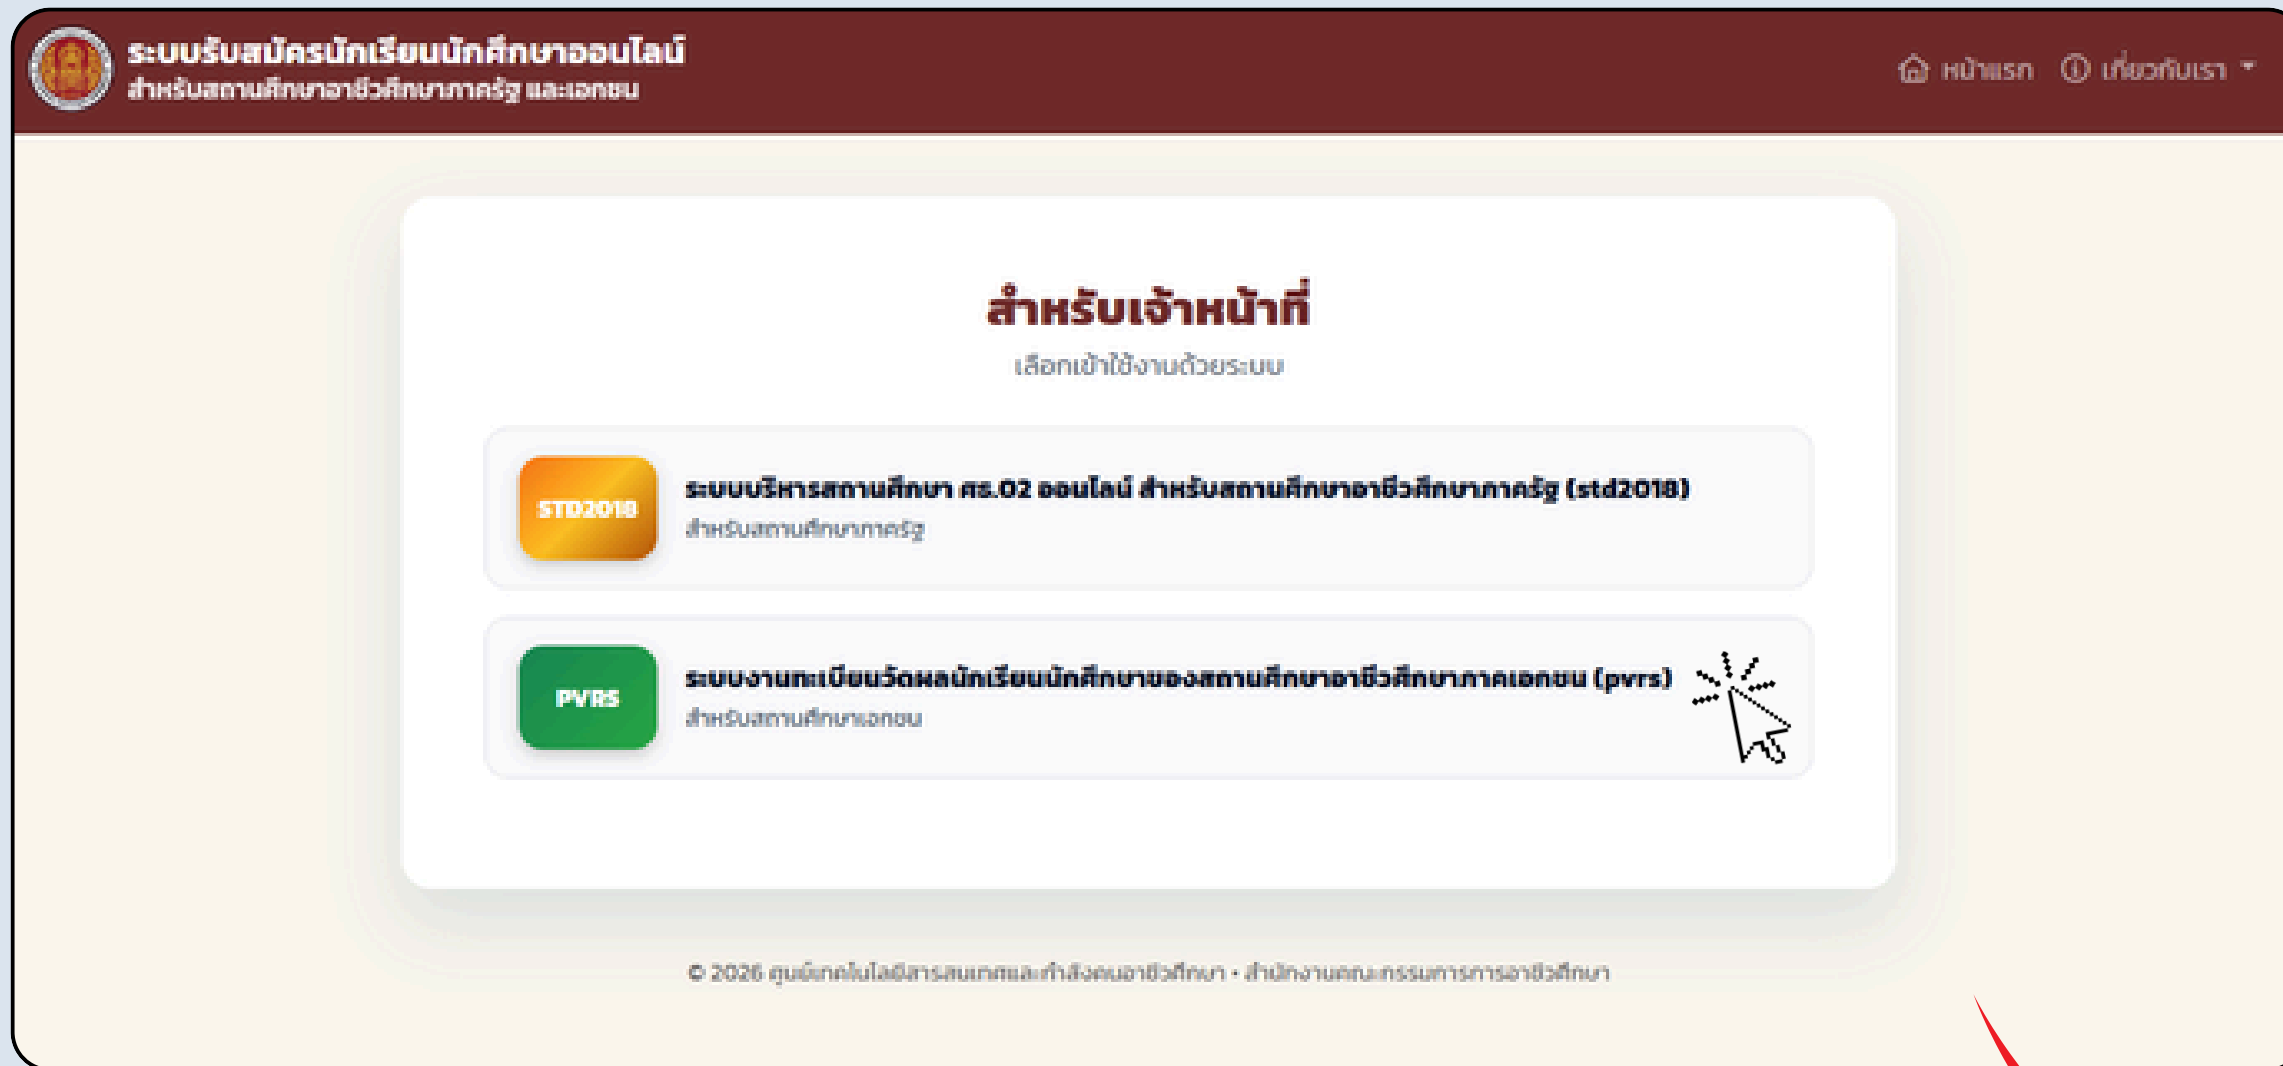 ระบบรับสมัครนักเรียนนักศึกษาออนไลน์
สำหรับสถานศึกษาอาชีวศึกษาภาครัฐ และเอกชน
หน้าแรก
เกี่ยวกับเรา
สำหรับเจ้าหน้าที่
เลือกเข้าใช้งานด้วยระบบ
STD2018
ระบบบริหารสถานศึกษา ศธ.02 ออนไลน์ สำหรับสถานศึกษาอาชีวศึกษาภาครัฐ (std2018)
สำหรับสถานศึกษาภาครัฐ
PVRS
ระบบงานทะเบียนวัดผลนักเรียนนักศึกษาของสถานศึกษาอาชีวศึกษาภาคเอกชน (pvrs)
สำหรับสถานศึกษาเอกชน
© 2026 ศูนย์เทคโนโลยีสารสนเทศและกำลังคนอาชีวศึกษา • สำนักงานคณะกรรมการการอาชีวศึกษา